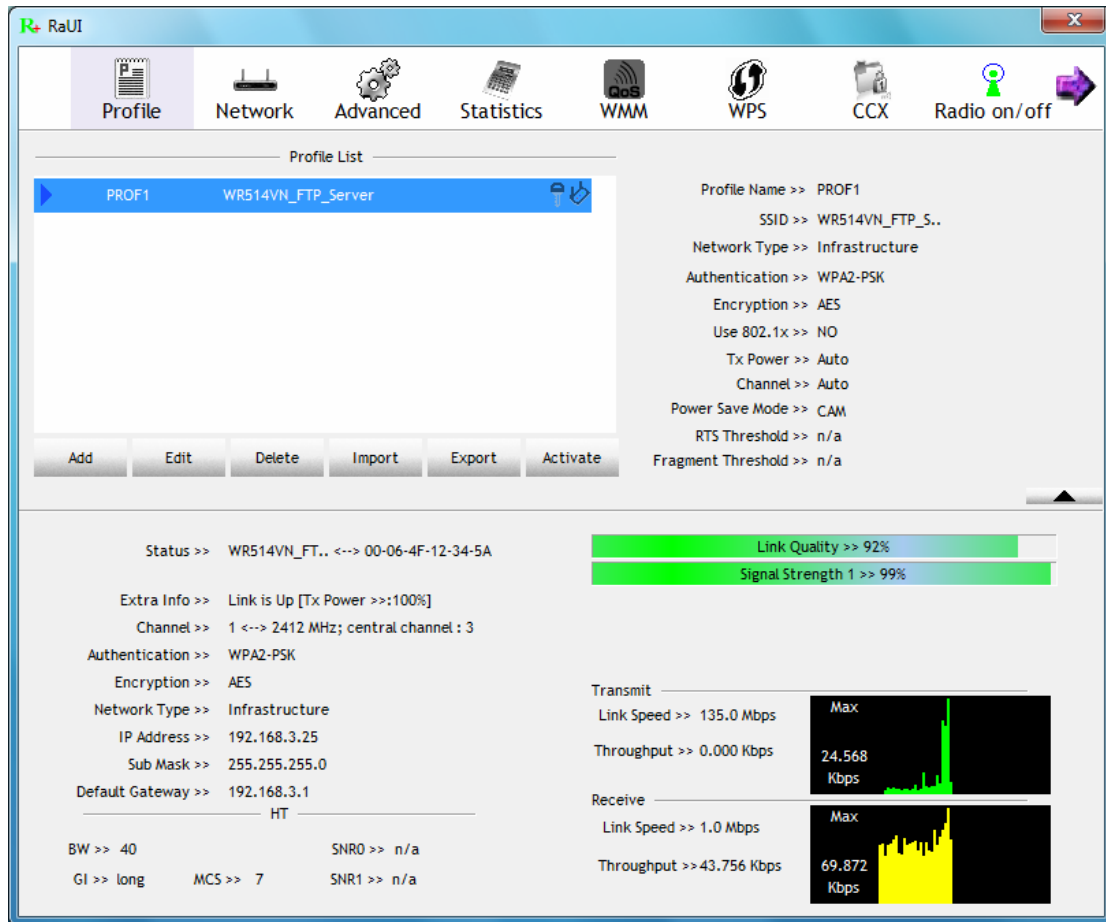 R+ RaUI
x
Profile Network Advanced Statistics QoS WMM WPS CCX Radio on/off
Profile List
PROF1 WR514VN_FTP_Server
Profile Name >> PROF1
SSID >> WR514VN_FTP_S..
Network Type >> Infrastructure
Authentication >> WPA2-PSK
Encryption >> AES
Use 802.1x >> NO
Tx Power >> Auto
Channel >> Auto
Power Save Mode >> CAM
RTS Threshold >> n/a
Fragment Threshold >> n/a
Add Edit Delete Import Export Activate
Status >> WR514VN_FT.. <--> 00-06-4F-12-34-5A
Extra Info >> Link is Up [Tx Power >>:100%]
Channel >> 1 <--> 2412 MHz; central channel : 3
Authentication >> WPA2-PSK
Encryption >> AES
Network Type >> Infrastructure
IP Address >> 192.168.3.25
Sub Mask >> 255.255.255.0
Default Gateway >> 192.168.3.1
HT
BW >> 40 SNR0 >> n/a
GI >> long MCS >> 7 SNR1 >> n/a
Link Quality >> 92%
Signal Strength 1 >> 99%
Transmit
Link Speed >> 135.0 Mbps
Throughput >> 0.000 Kbps
Max
24.568
Kbps
Receive
Link Speed >> 1.0 Mbps
Throughput >> 43.756 Kbps
Max
69.872
Kbps